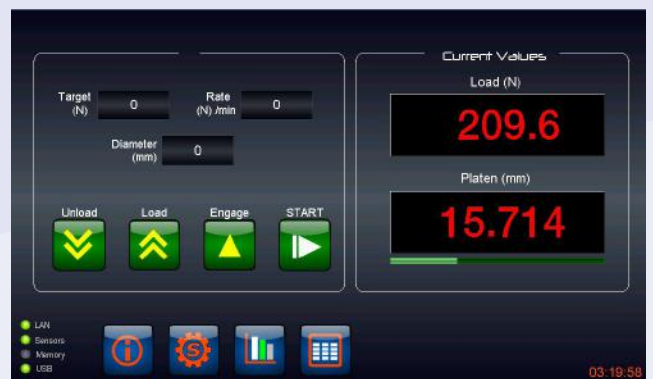 Current Values
Load (N)
Target
(N)
0
Rate
(N) /min
0
209.6
Diameter
(mm)
0
Platen (mm)
15.714
Unload
Load
Engage
START
LAN
Sensors
Memory
USB
S
03:19:58